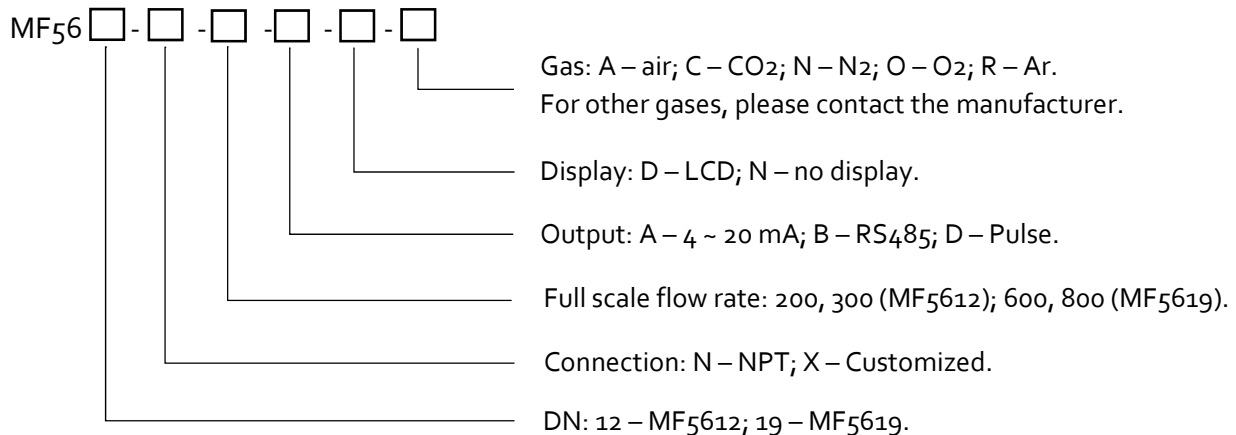 MF56 - - - - -
Gas: A – air; C – CO2; N – N2; O – O2; R – Ar.
For other gases, please contact the manufacturer.
Display: D – LCD; N – no display.
Output: A – 4 ~ 20 mA; B – RS485; D – Pulse.
Full scale flow rate: 200, 300 (MF5612); 600, 800 (MF5619).
Connection: N – NPT; X – Customized.
DN: 12 – MF5612; 19 – MF5619.